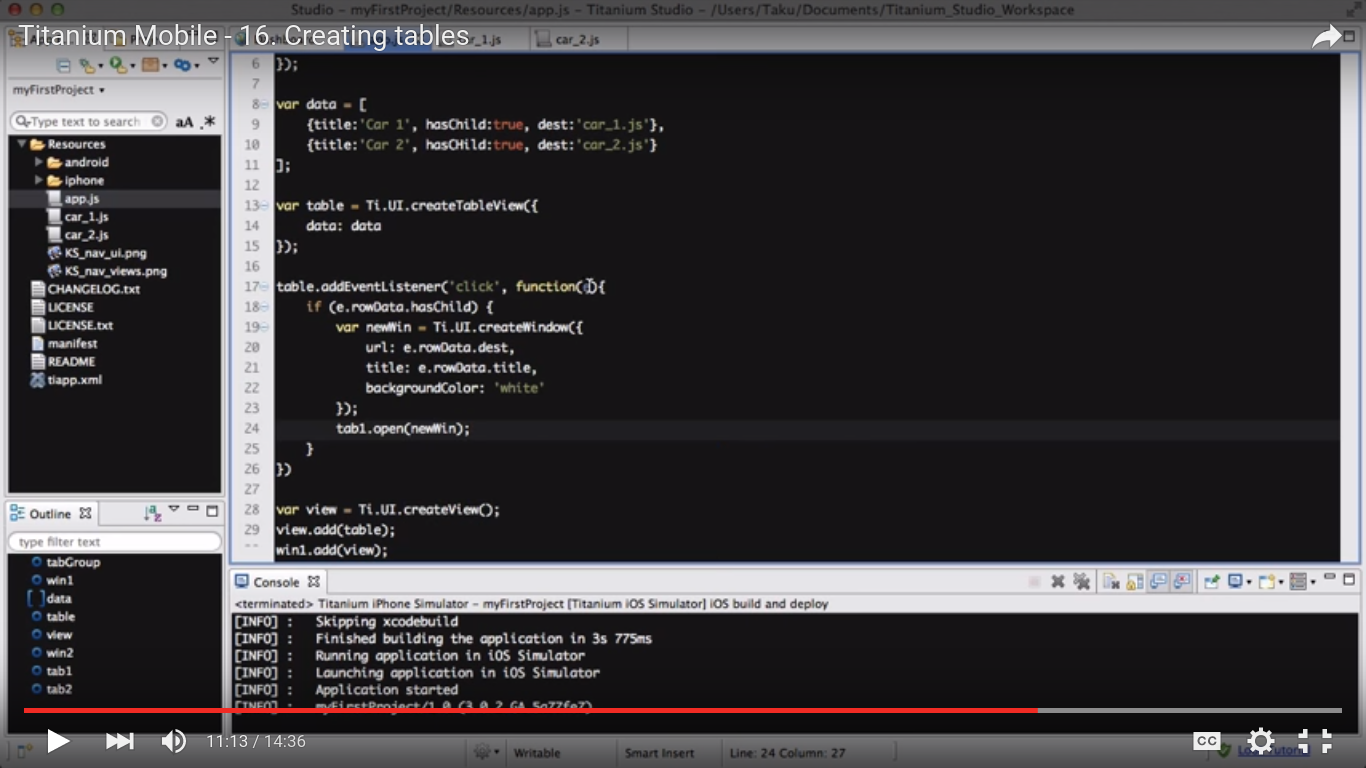 Studio - myFirstProject/Resources/app.js - Titanium Studio - /Users/Taku/Documents/Titanium_Studio_Workspace
Titanium Mobile - 16. Creating tables
_1.js
car_2.js
myFirstProject
Type text to search
aA
Resources
android
iphone
app.js
car_1.js
car_2.js
KS_nav_ui.png
KS_nav_views.png
CHANGELOG.txt
LICENSE
LICENSE.txt
manifest
README
tiapp.xml
6 });
7
8 var data = [
9 {title:'Car 1', hasChild:true, dest:'car_1.js'},
10 {title:'Car 2', hasCHild:true, dest:'car_2.js'}
11 ];
12
13 var table = Ti.UI.createTableView({
14 data: data
15 });
16
17 table.addEventListener('click', function(e){
18 if (e.rowData.hasChild) {
19 var newWin = Ti.UI.createWindow({
20 url: e.rowData.dest,
21 title: e.rowData.title,
22 backgroundColor: 'white'
23 });
24 tab1.open(newWin);
25 }
26 })
27
28 var view = Ti.UI.createView();
29 view.add(table);
win1.add(view);
Outline
type filter text
tabGroup
win1
data
table
view
win2
tab1
tab2
Console
<terminated> Titanium iPhone Simulator - myFirstProject [Titanium iOS Simulator] iOS build and deploy
[INFO] : Skipping xcodebuild
[INFO] : Finished building the application in 3s 775ms
[INFO] : Running application in iOS Simulator
[INFO] : Launching application in iOS Simulator
[INFO] : Application started
[INFO] : myFirstProject/1.0 (3.0.2.GA.5a77fe7)
11:13 / 14:36
Writable
Smart Insert
Line: 24 Column: 27
CC